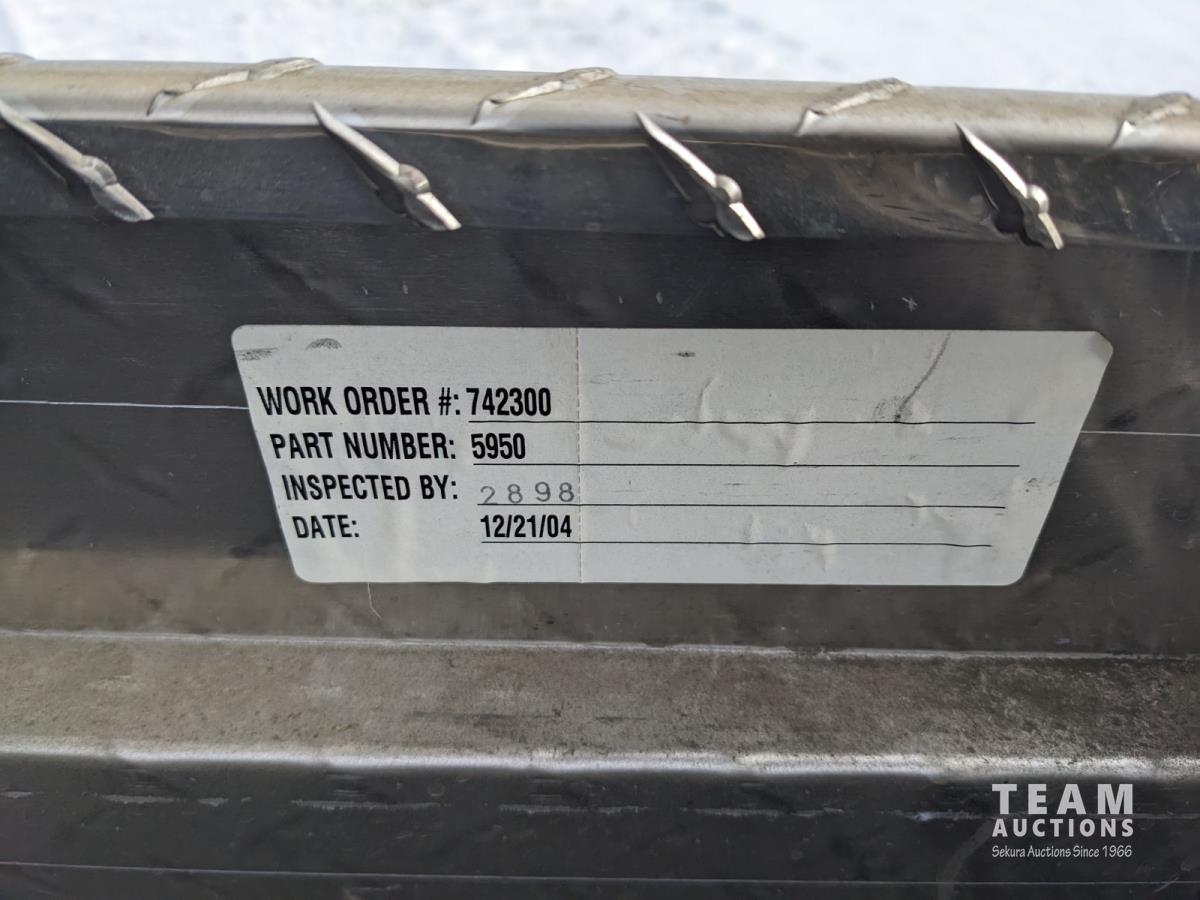 WORK ORDER #: 742300
PART NUMBER: 5950
INSPECTED BY: 2898
DATE: 12/21/04
TEAM
AUCTIONS
Sekura Auctions Since 1966